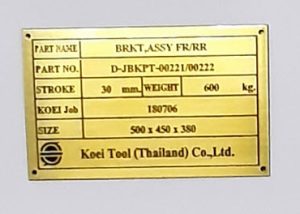 PART NAME BRKT,ASSY FR/RR
PART NO. D-JBKPT-00221/00222
STROKE 30 mm. WEIGHT 600 kg.
KOEI Job 180706
SIZE 500 x 450 x 380
Koei Tool (Thailand) Co.,Ltd.